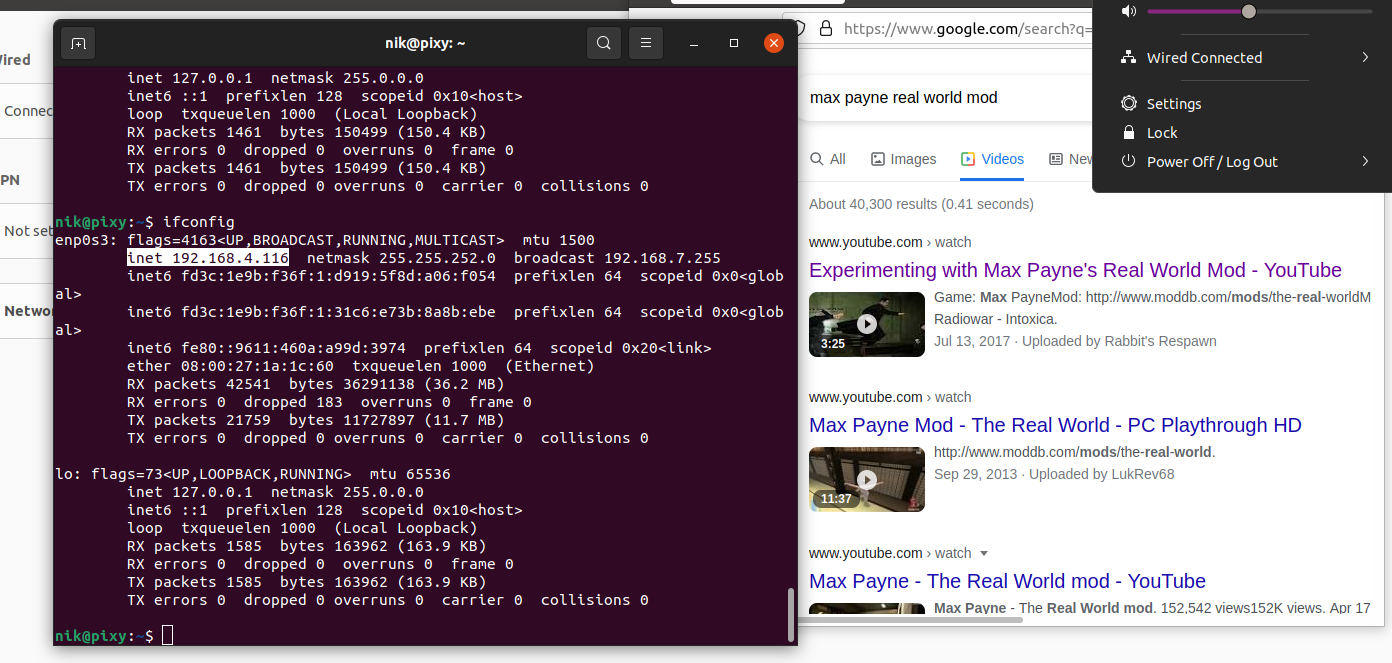 ired
Connec
PN
Not set
Networ
nik@pixy: ~
inet 127.0.0.1  netmask 255.0.0.0
inet6 ::1  prefixlen 128  scopeid 0x10<host>
loop  txqueuelen 1000  (Local Loopback)
RX packets 1461  bytes 150499 (150.4 KB)
RX errors 0  dropped 0  overruns 0  frame 0
TX packets 1461  bytes 150499 (150.4 KB)
TX errors 0  dropped 0 overruns 0  carrier 0  collisions 0
nik@pixy:~$ ifconfig
enp0s3: flags=4163<UP,BROADCAST,RUNNING,MULTICAST>  mtu 1500
inet 192.168.4.116  netmask 255.255.252.0  broadcast 192.168.7.255
inet6 fd3c:1e9b:f36f:1:d919:5f8d:a06:f054  prefixlen 64  scopeid 0x0<glob
al>
inet6 fd3c:1e9b:f36f:1:31c6:e73b:8a8b:ebe  prefixlen 64  scopeid 0x0<glob
al>
inet6 fe80::9611:460a:a99d:3974  prefixlen 64  scopeid 0x20<link>
ether 08:00:27:1a:1c:60  txqueuelen 1000  (Ethernet)
RX packets 42541  bytes 36291138 (36.2 MB)
RX errors 0  dropped 183  overruns 0  frame 0
TX packets 21759  bytes 11727897 (11.7 MB)
TX errors 0  dropped 0 overruns 0  carrier 0  collisions 0
lo: flags=73<UP,LOOPBACK,RUNNING>  mtu 65536
inet 127.0.0.1  netmask 255.0.0.0
inet6 ::1  prefixlen 128  scopeid 0x10<host>
loop  txqueuelen 1000  (Local Loopback)
RX packets 1585  bytes 163962 (163.9 KB)
RX errors 0  dropped 0  overruns 0  frame 0
TX packets 1585  bytes 163962 (163.9 KB)
TX errors 0  dropped 0 overruns 0  carrier 0  collisions 0
nik@pixy:~$
https://www.google.com/search?q=
max payne real world mod
All Images Videos New
About 40,300 results (0.41 seconds)
www.youtube.com › watch
Experimenting with Max Payne's Real World Mod - YouTube
3:25
Game: Max PayneMod: http://www.moddb.com/mods/the-real-worldM
Radiowar - Intoxica.
Jul 13, 2017 · Uploaded by Rabbit's Respawn
www.youtube.com › watch
Max Payne Mod - The Real World - PC Playthrough HD
11:37
http://www.moddb.com/mods/the-real-world.
Sep 29, 2013 · Uploaded by LukRev68
www.youtube.com › watch
Max Payne - The Real World mod - YouTube
Max Payne - The Real World mod. 152,542 views152K views. Apr 17
Wired Connected
Settings
Lock
Power Off / Log Out